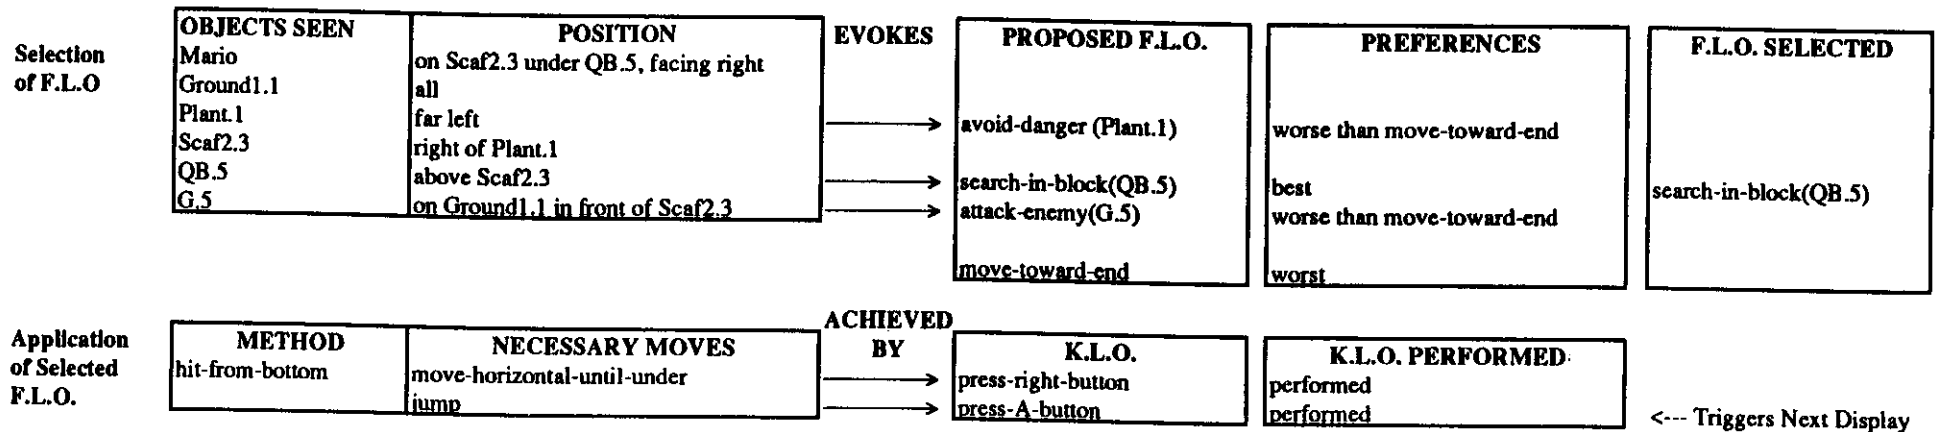 Selection
of F.L.O
OBJECTS SEEN
Mario
Ground1.1
Plant.1
Scaf2.3
QB.5
G.5
POSITION
on Scaf2.3 under QB.5, facing right
all
far left
right of Plant.1
above Scaf2.3
on Ground1.1 in front of Scaf2.3
EVOKES
PROPOSED F.L.O.
avoid-danger (Plant.1)
search-in-block(QB.5)
attack-enemy(G.5)
move-toward-end
PREFERENCES
worse than move-toward-end
best
worse than move-toward-end
worst
F.L.O. SELECTED
search-in-block(QB.5)
Application
of Selected
F.L.O.
METHOD
hit-from-bottom
NECESSARY MOVES
move-horizontal-until-under
jump
ACHIEVED
BY
K.L.O.
press-right-button
press-A-button
K.L.O. PERFORMED
performed
performed
<--- Triggers Next Display